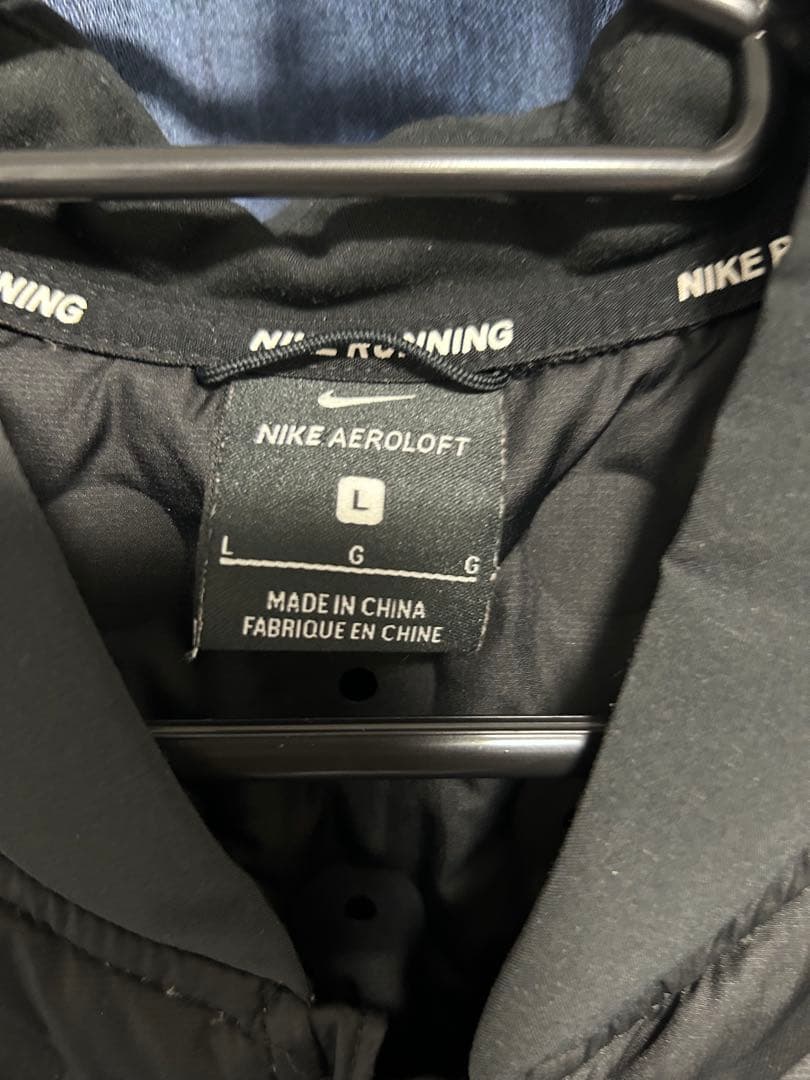 NING
NIKE RUNNING
NIKE
NIKE AEROLOFT
L
L G G
MADE IN CHINA
FABRIQUE EN CHINE